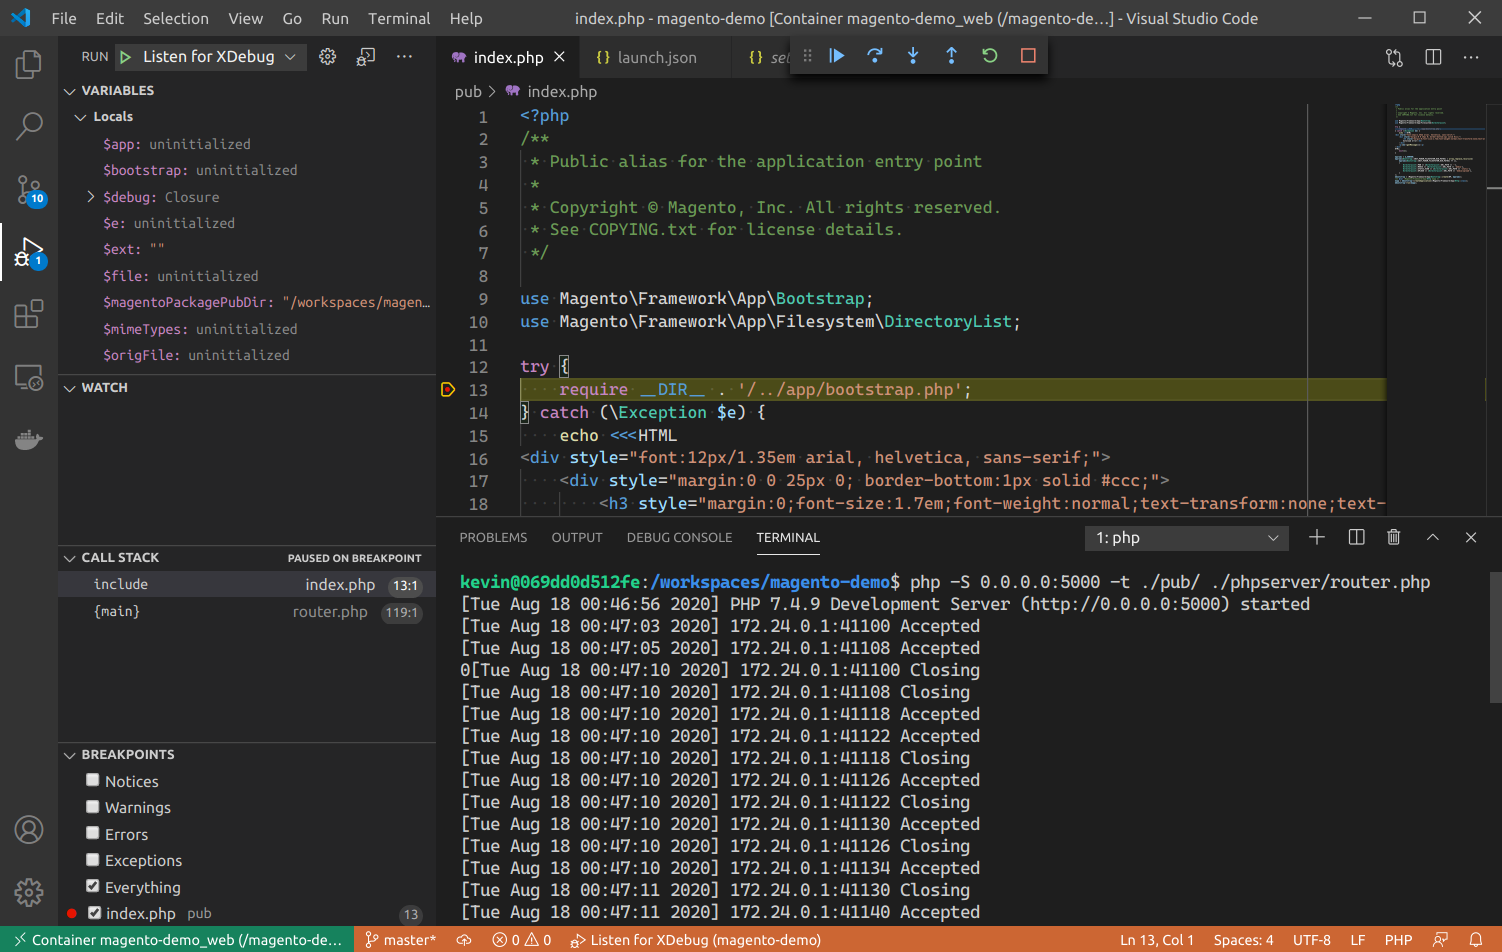 File Edit Selection View Go Run Terminal Help
index.php - magento-demo [Container magento-demo_web (/magento-de...] - Visual Studio Code
RUN Listen for XDebug
index.php
launch.json
pub > index.php
10
1
VARIABLES
Locals
$app: uninitialized
$bootstrap: uninitialized
$debug: Closure
$e: uninitialized
$ext: ""
$file: uninitialized
$magentoPackagePubDir: "/workspaces/magen...
$mimeTypes: uninitialized
$origFile: uninitialized
WATCH
CALL STACK PAUSED ON BREAKPOINT
include index.php 13:1
{main} router.php 119:1
BREAKPOINTS
Notices
Warnings
Errors
Exceptions
Everything
index.php pub 13
1 <?php
2 /**
3 * Public alias for the application entry point
4 *
5 * Copyright © Magento, Inc. All rights reserved.
6 * See COPYING.txt for license details.
7 */
8
9 use Magento\Framework\App\Bootstrap;
10 use Magento\Framework\App\Filesystem\DirectoryList;
11
12 try {
13 require __DIR__ . '/../app/bootstrap.php';
14 } catch (\Exception $e) {
15 echo <<<HTML
16 <div style="font:12px/1.35em arial, helvetica, sans-serif;">
17 <div style="margin:0 0 25px 0; border-bottom:1px solid #ccc;">
18 <h3 style="margin:0;font-size:1.7em;font-weight:normal;text-transform:none;text-
PROBLEMS OUTPUT DEBUG CONSOLE TERMINAL 1: php
kevin@069dd0d512fe:/workspaces/magento-demo$ php -S 0.0.0.0:5000 -t ./pub/ ./phpserver/router.php
[Tue Aug 18 00:46:56 2020] PHP 7.4.9 Development Server (http://0.0.0.0:5000) started
[Tue Aug 18 00:47:03 2020] 172.24.0.1:41100 Accepted
[Tue Aug 18 00:47:05 2020] 172.24.0.1:41108 Accepted
0[Tue Aug 18 00:47:10 2020] 172.24.0.1:41100 Closing
[Tue Aug 18 00:47:10 2020] 172.24.0.1:41108 Closing
[Tue Aug 18 00:47:10 2020] 172.24.0.1:41118 Accepted
[Tue Aug 18 00:47:10 2020] 172.24.0.1:41122 Accepted
[Tue Aug 18 00:47:10 2020] 172.24.0.1:41118 Closing
[Tue Aug 18 00:47:10 2020] 172.24.0.1:41126 Accepted
[Tue Aug 18 00:47:10 2020] 172.24.0.1:41122 Closing
[Tue Aug 18 00:47:10 2020] 172.24.0.1:41130 Accepted
[Tue Aug 18 00:47:10 2020] 172.24.0.1:41126 Closing
[Tue Aug 18 00:47:10 2020] 172.24.0.1:41134 Accepted
[Tue Aug 18 00:47:11 2020] 172.24.0.1:41130 Closing
[Tue Aug 18 00:47:11 2020] 172.24.0.1:41140 Accepted
Container magento-demo_web (/magento-de... master* 0 0 Listen for XDebug (magento-demo) Ln 13, Col 1 Spaces: 4 UTF-8 LF PHP